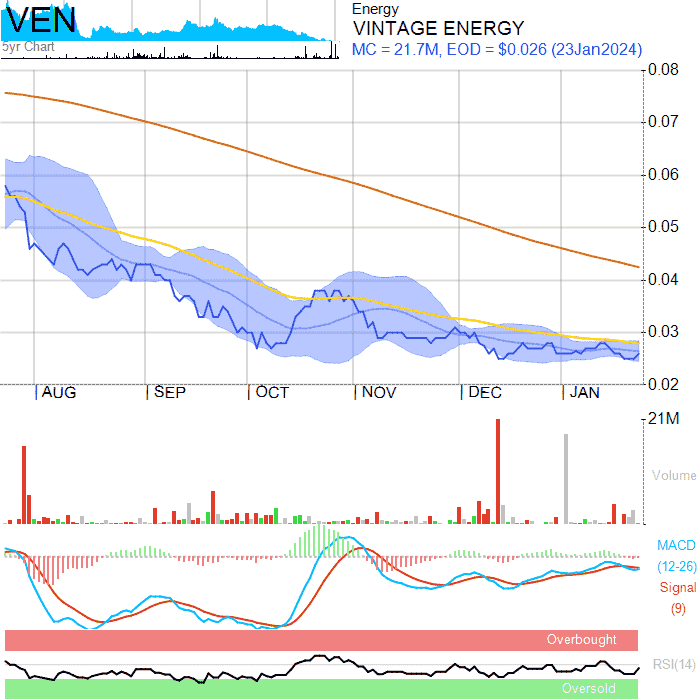 VEN
5yr Chart
Energy
VINTAGE ENERGY
MC = 21.7M, EOD = $0.026 (23Jan2024)
0.08
0.07
0.06
0.05
0.04
0.03
0.02
AUG SEP OCT NOV DEC JAN
21M
Volume
MACD
(12-26)
Signal
(9)
Overbought
RSI(14)
Oversold